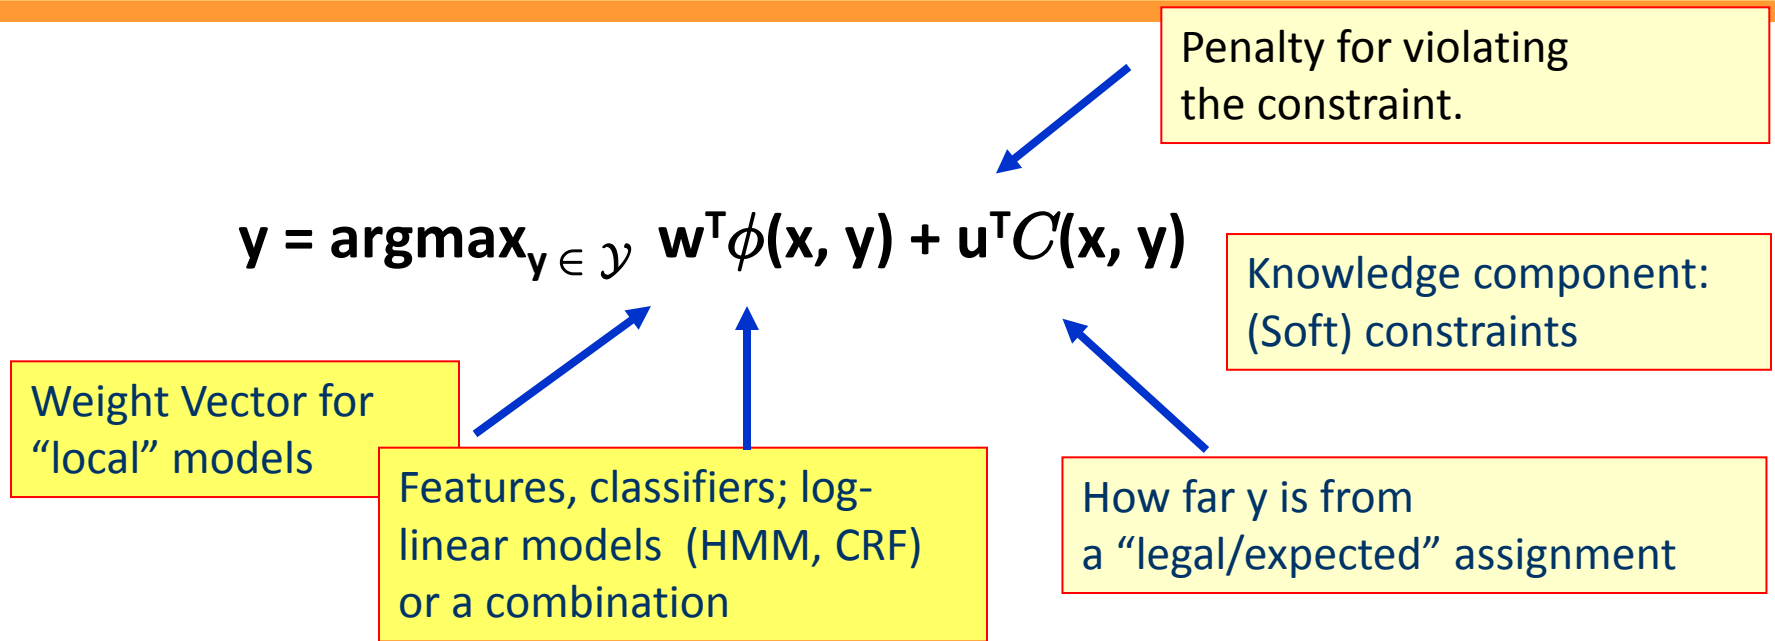 Penalty for violating
the constraint.
y = argmax_{y ∈ 𝒴} w^T ϕ(x, y) + u^T C(x, y)
Knowledge component:
(Soft) constraints
Weight Vector for
“local” models
Features, classifiers; log-
linear models (HMM, CRF)
or a combination
How far y is from
a “legal/expected” assignment